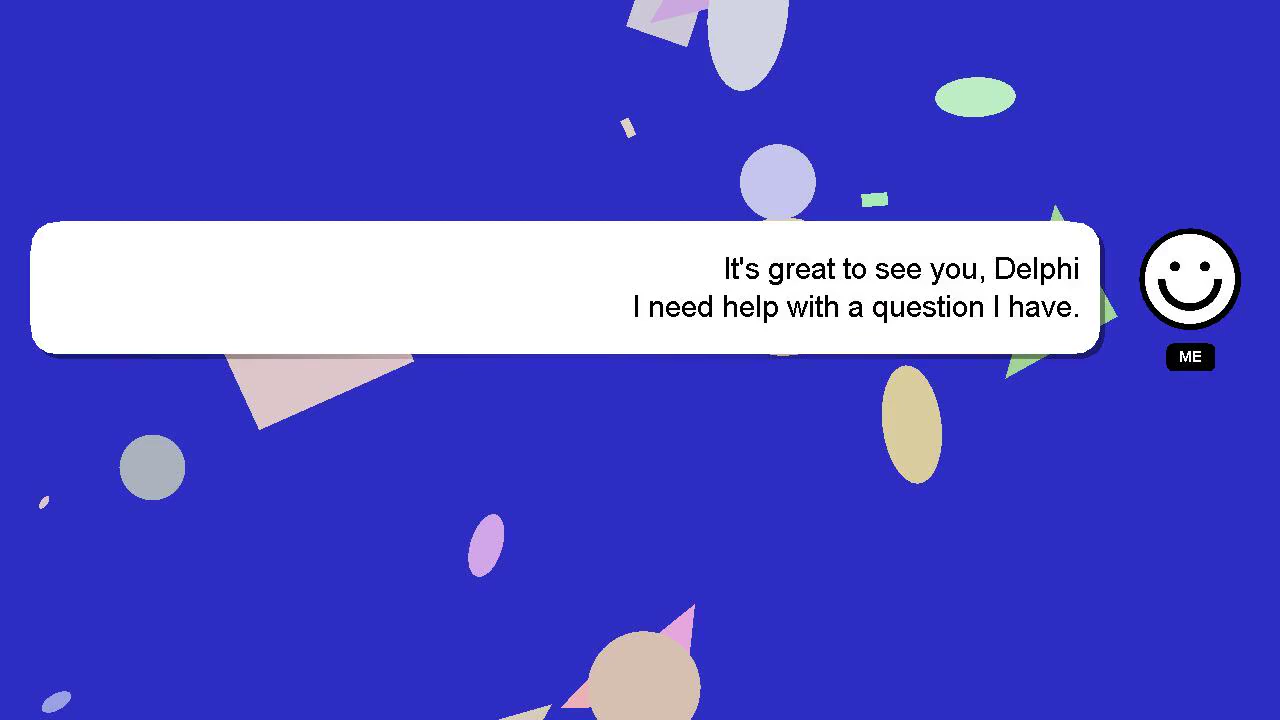 It's great to see you, Delphi
I need help with a question I have.
ME